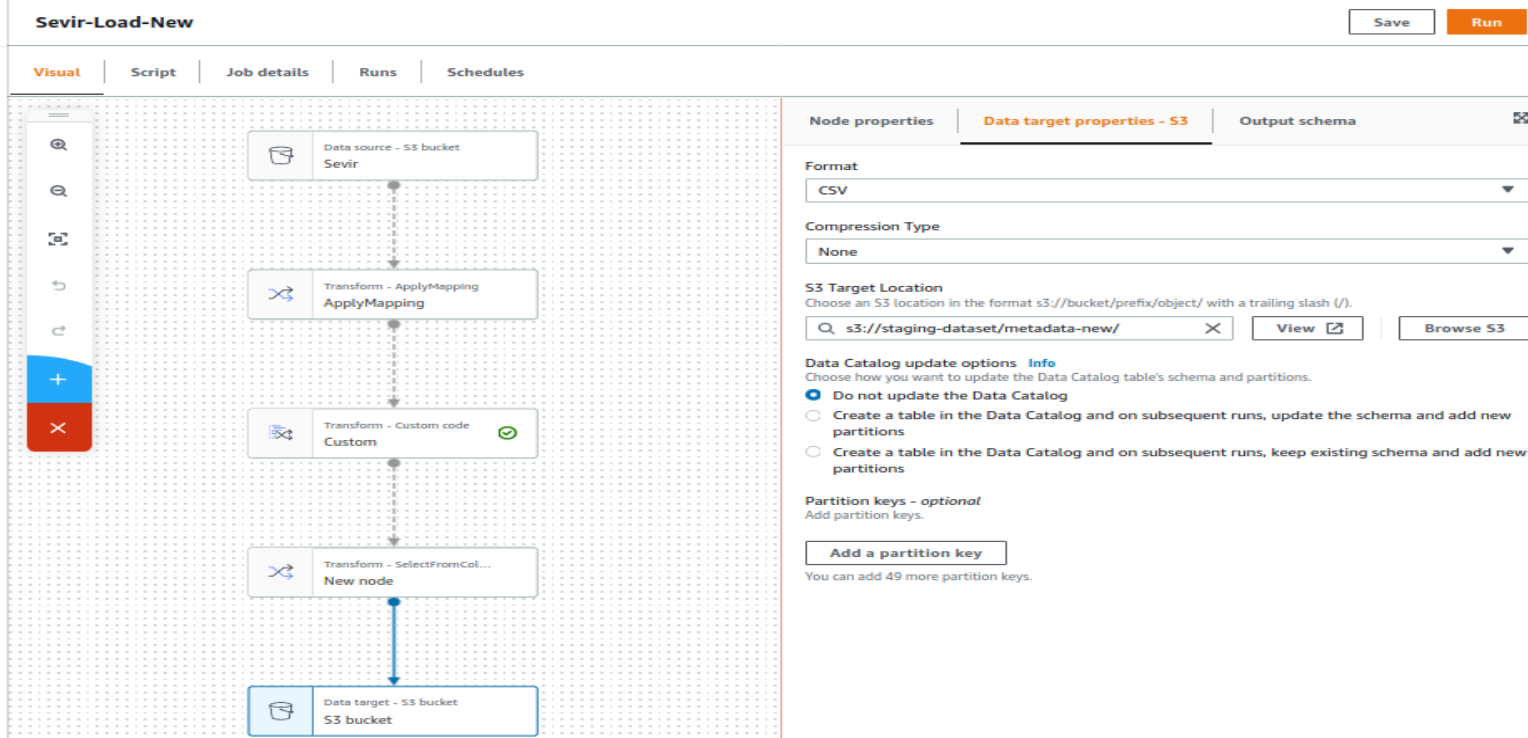 Sevir-Load-New
Save
Run
Visual
Script
Job details
Runs
Schedules
Data source - S3 bucket
Sevir
Transform - ApplyMapping
ApplyMapping
Transform - Custom code
Custom
Transform - SelectFromCol...
New node
Data target - S3 bucket
S3 bucket
Node properties
Data target properties - S3
Output schema
Format
CSV
Compression Type
None
S3 Target Location
Choose an S3 location in the format s3://bucket/prefix/object/ with a trailing slash (/).
s3://staging-dataset/metadata-new/
View
Browse S3
Data Catalog update options Info
Choose how you want to update the Data Catalog table's schema and partitions.
Do not update the Data Catalog
Create a table in the Data Catalog and on subsequent runs, update the schema and add new
partitions
Create a table in the Data Catalog and on subsequent runs, keep existing schema and add new
partitions
Partition keys - optional
Add partition keys.
Add a partition key
You can add 49 more partition keys.